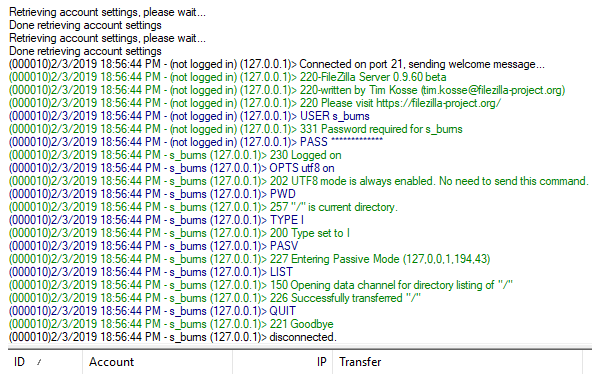 Retrieving account settings, please wait...
Done retrieving account settings
Retrieving account settings, please wait...
Done retrieving account settings
(000010)2/3/2019 18:56:44 PM - (not logged in) (127.0.0.1)> Connected on port 21, sending welcome message...
(000010)2/3/2019 18:56:44 PM - (not logged in) (127.0.0.1)> 220-FileZilla Server 0.9.60 beta
(000010)2/3/2019 18:56:44 PM - (not logged in) (127.0.0.1)> 220-written by Tim Kosse (tim.kosse@filezilla-project.org)
(000010)2/3/2019 18:56:44 PM - (not logged in) (127.0.0.1)> 220 Please visit https://filezilla-project.org/
(000010)2/3/2019 18:56:44 PM - (not logged in) (127.0.0.1)> USER s_bums
(000010)2/3/2019 18:56:44 PM - (not logged in) (127.0.0.1)> 331 Password required for s_bums
(000010)2/3/2019 18:56:44 PM - (not logged in) (127.0.0.1)> PASS *************
(000010)2/3/2019 18:56:44 PM - s_bums (127.0.0.1)> 230 Logged on
(000010)2/3/2019 18:56:44 PM - s_bums (127.0.0.1)> OPTS utf8 on
(000010)2/3/2019 18:56:44 PM - s_bums (127.0.0.1)> 202 UTF8 mode is always enabled. No need to send this command.
(000010)2/3/2019 18:56:44 PM - s_bums (127.0.0.1)> PWD
(000010)2/3/2019 18:56:44 PM - s_bums (127.0.0.1)> 257 "/" is current directory.
(000010)2/3/2019 18:56:44 PM - s_bums (127.0.0.1)> TYPE I
(000010)2/3/2019 18:56:44 PM - s_bums (127.0.0.1)> 200 Type set to I
(000010)2/3/2019 18:56:44 PM - s_bums (127.0.0.1)> PASV
(000010)2/3/2019 18:56:44 PM - s_bums (127.0.0.1)> 227 Entering Passive Mode (127,0,0,1,194,43)
(000010)2/3/2019 18:56:44 PM - s_bums (127.0.0.1)> LIST
(000010)2/3/2019 18:56:44 PM - s_bums (127.0.0.1)> 150 Opening data channel for directory listing of "/"
(000010)2/3/2019 18:56:44 PM - s_bums (127.0.0.1)> 226 Successfully transferred "/"
(000010)2/3/2019 18:56:44 PM - s_bums (127.0.0.1)> QUIT
(000010)2/3/2019 18:56:44 PM - s_bums (127.0.0.1)> 221 Goodbye
(000010)2/3/2019 18:56:44 PM - s_bums (127.0.0.1)> disconnected.
ID / Account IP Transfer